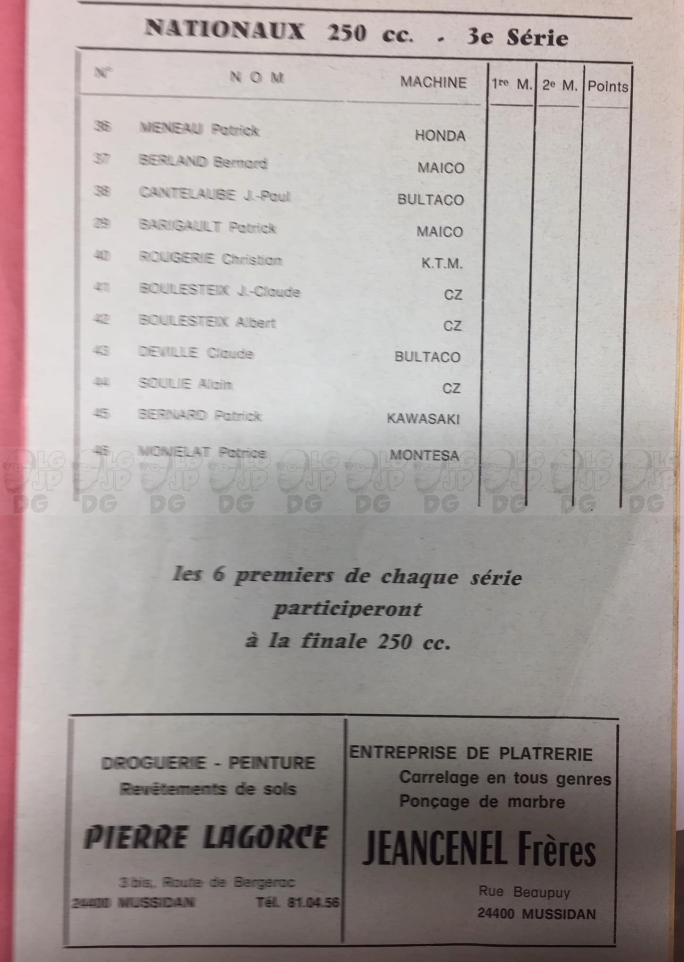 NATIONAUX 250 cc. - 3e Série
N° NOM MACHINE 1re M. 2e M. Points
36 MENEAU Patrick HONDA
37 BERLAND Bernard MAICO
38 CANTELAUBE J.-Paul BULTACO
29 BARIGAULT Patrick MAICO
40 ROUGERIE Christian K.T.M.
41 BOULESTEIX J.-Claude CZ
42 BOULESTEIX Albert CZ
43 DEVILLE Claude BULTACO
44 SOULIE Alain CZ
45 BERNARD Patrick KAWASAKI
46 Patrice MONTESA
les 6 premiers de chaque série
participeront
à la finale 250 cc.
DROGUERIE - PEINTURE
Revêtements de sols
PIERRE LAGORCE
3 bis, Route de Bergerac
24400 MUSSIDAN Tél. 81.04.56
ENTREPRISE DE PLATRERIE
Carrelage en tous genres
Ponçage de marbre
JEANCENEL Frères
Rue Beaupuy
24400 MUSSIDAN